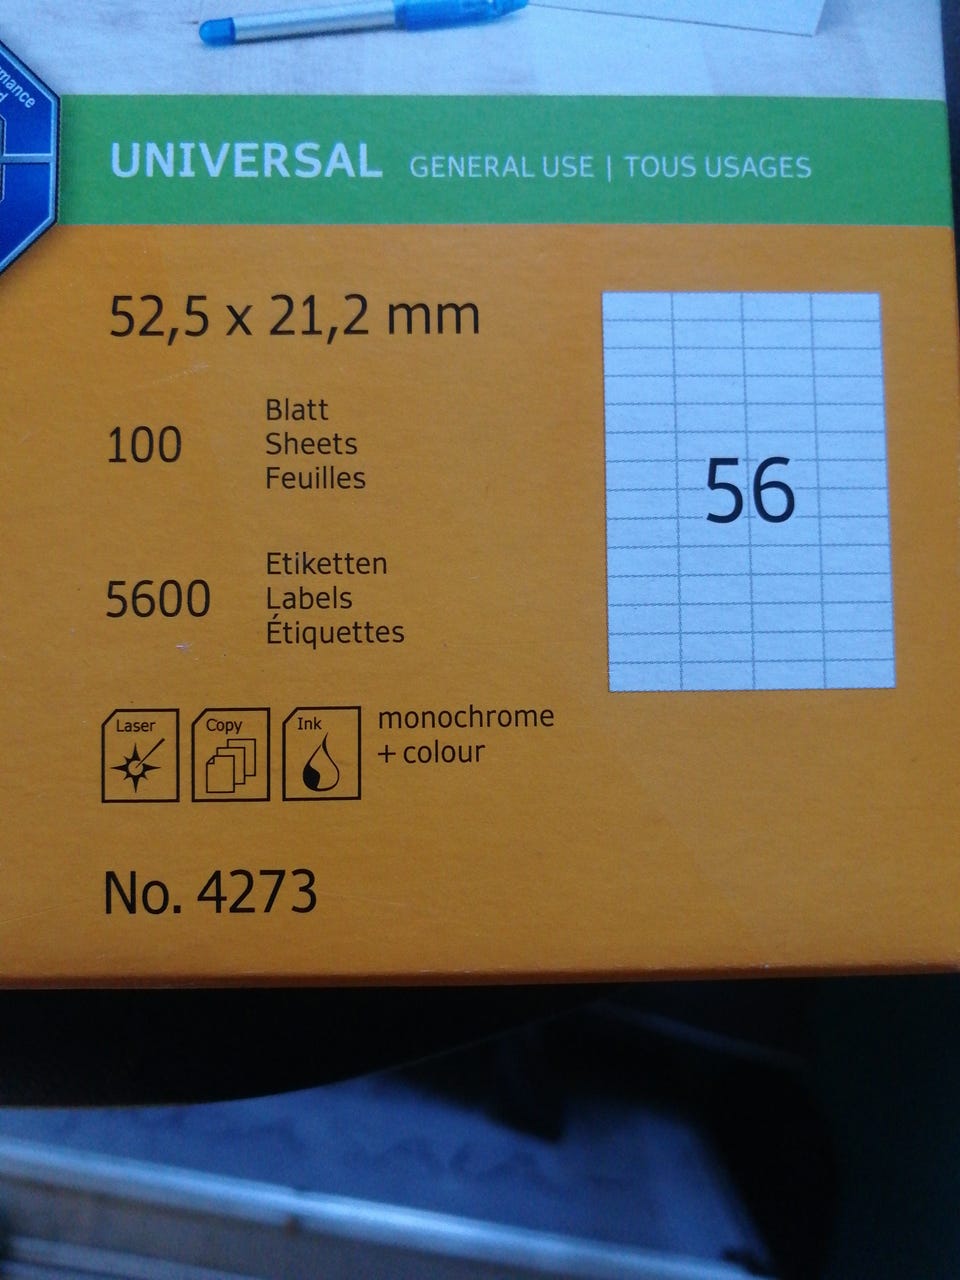 UNIVERSAL GENERAL USE | TOUS USAGES
52,5 x 21,2 mm
100
Blatt
Sheets
Feuilles
5600
Etiketten
Labels
Étiquettes
56
Laser
Copy
Ink
monochrome
+ colour
No. 4273